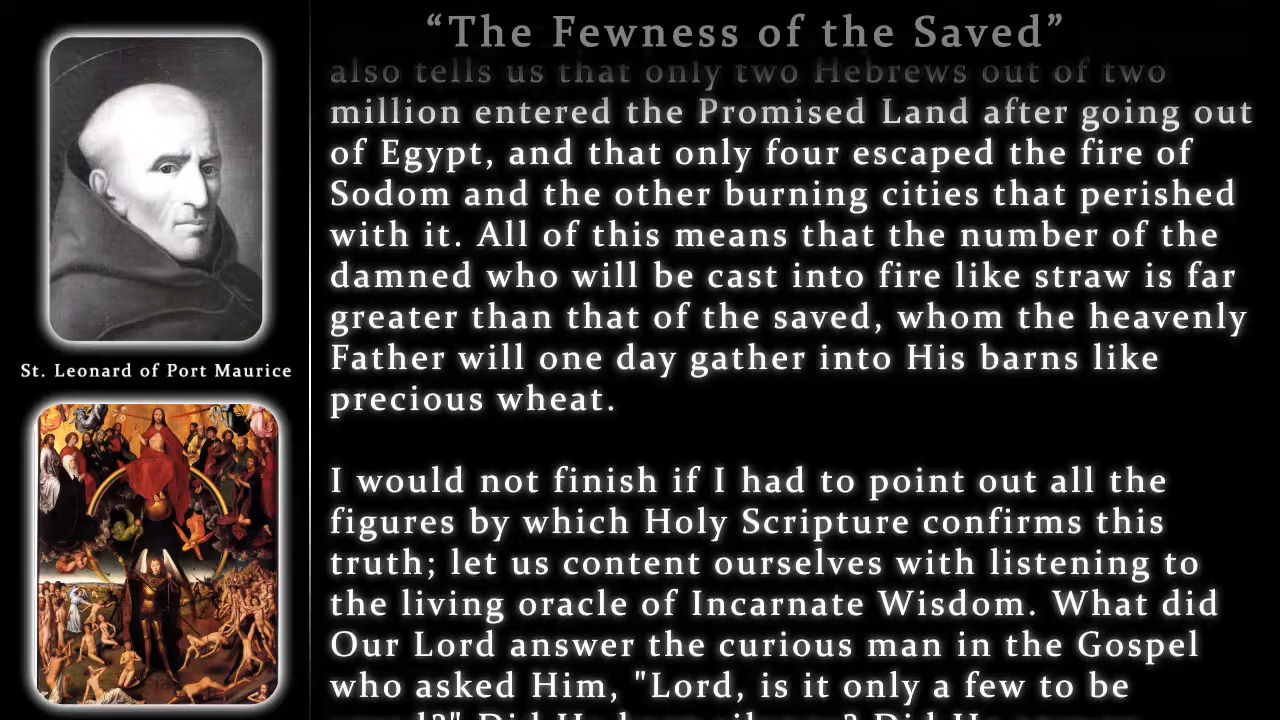 “The Fewness of the Saved”
also tells us that only two Hebrews out of two
million entered the Promised Land after going out
of Egypt, and that only four escaped the fire of
Sodom and the other burning cities that perished
with it. All of this means that the number of the
damned who will be cast into fire like straw is far
greater than that of the saved, whom the heavenly
Father will one day gather into His barns like
precious wheat.
I would not finish if I had to point out all the
figures by which Holy Scripture confirms this
truth; let us content ourselves with listening to
the living oracle of Incarnate Wisdom. What did
Our Lord answer the curious man in the Gospel
who asked Him, "Lord, is it only a few to be
St. Leonard of Port Maurice